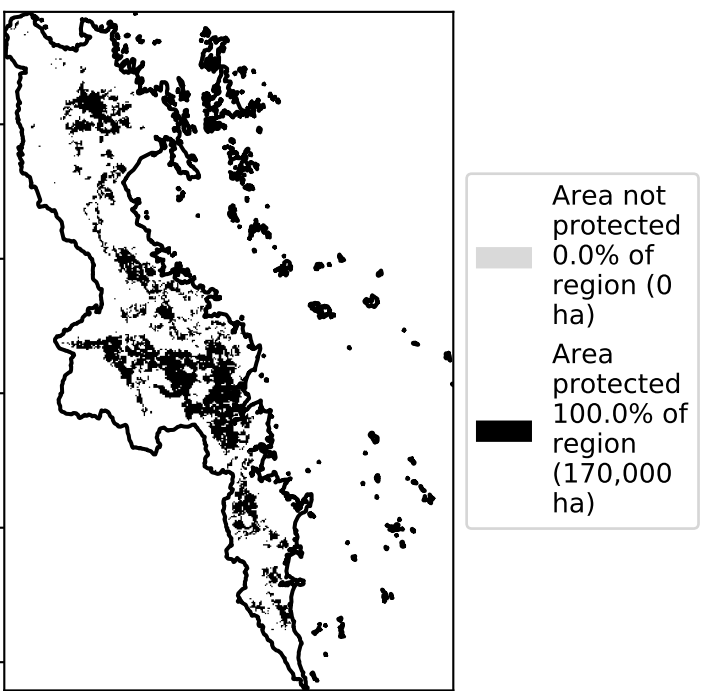 Area not
protected
0.0% of
region (0
ha)
Area
protected
100.0% of
region
(170,000
ha)